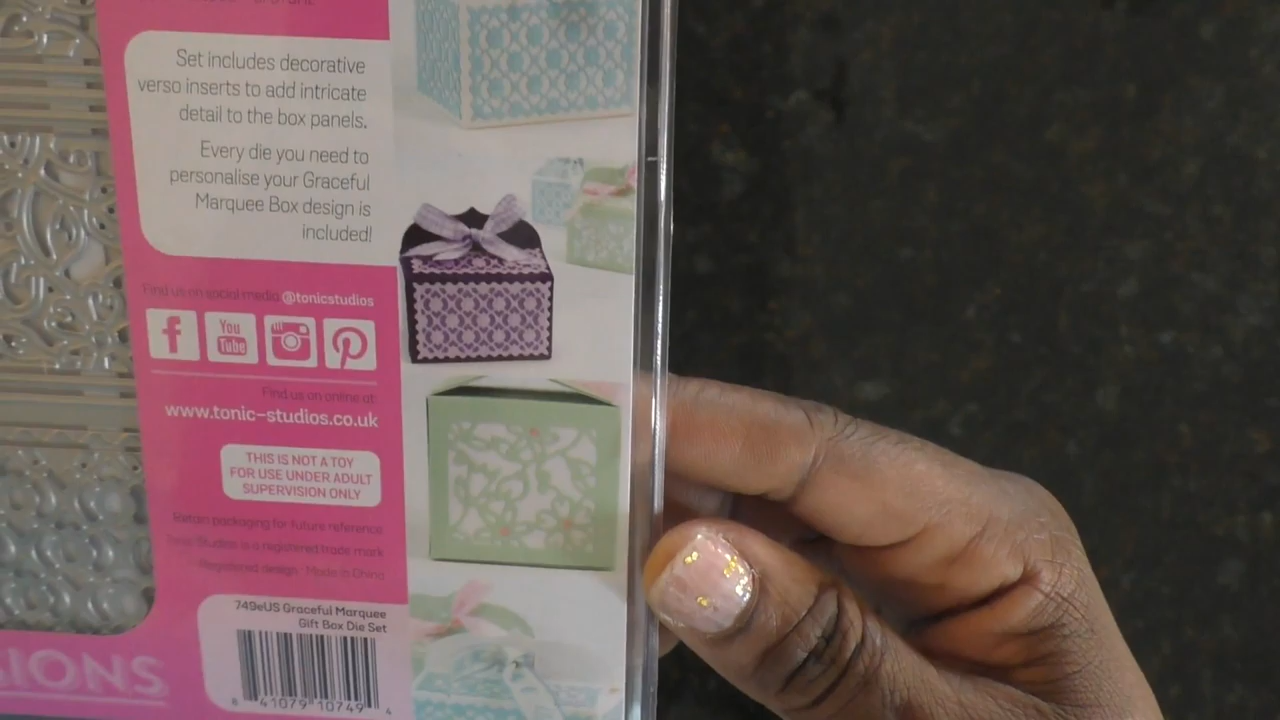 Set includes decorative
verso inserts to add intricate
detail to the box panels.
Every die you need to
personalise your Graceful
Marquee Box design is
included!
Find us on social media @tonicstudios
f
You
Tube
Find us on online at:
www.tonic-studios.co.uk
THIS IS NOT A TOY
FOR USE UNDER ADULT
SUPERVISION ONLY
Retain packaging for future reference
Tonic Studios is a registered trade mark
Registered design · Made in China
749eUS Graceful Marquee
Gift Box Die Set
8 41079 10749 4
SIONS